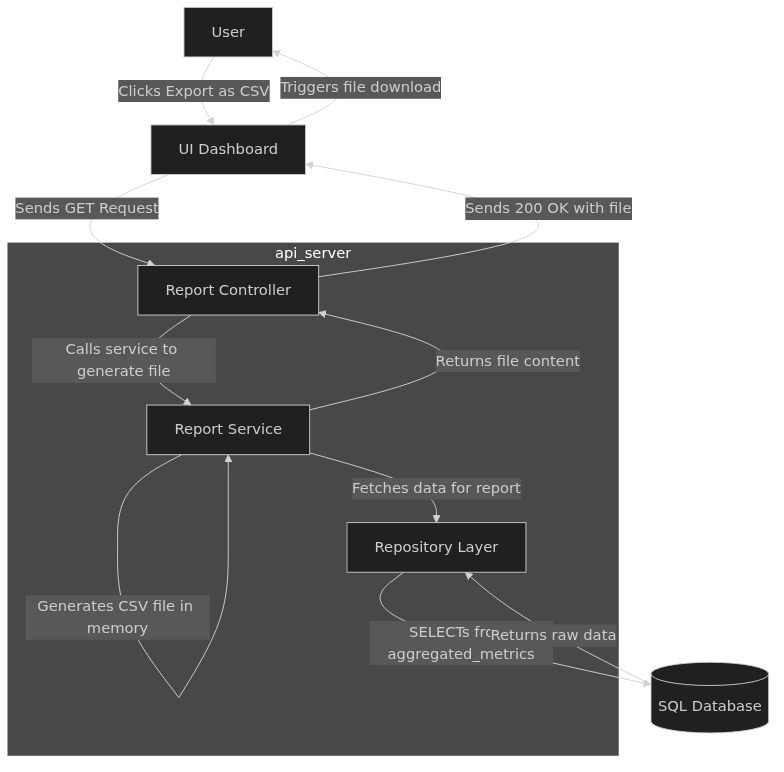 User
Clicks Export as CSV
Triggers file download
UI Dashboard
Sends GET Request
Sends 200 OK with file
api_server
Report Controller
Calls service to
generate file
Returns file content
Report Service
Fetches data for report
Repository Layer
Generates CSV file in
memory
SELECTs
Returns raw data
aggregated_metrics
SQL Database